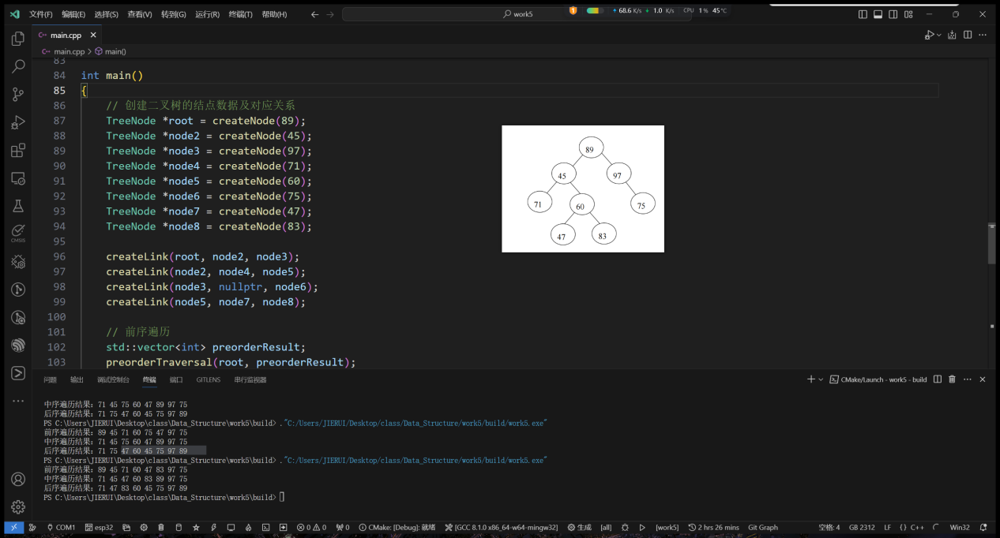 文件(F) 编辑(E) 选择(S) 查看(V) 转到(G) 运行(R) 终端(T) 帮助(H) work5 68.6 K/s 1.0 K/s CPU 1 % 45 ℃
main.cpp
main.cpp > main()
83
84 int main()
85 {
86 // 创建二叉树的结点数据及对应关系
87 TreeNode *root = createNode(89);
88 TreeNode *node2 = createNode(45);
89 TreeNode *node3 = createNode(97);
90 TreeNode *node4 = createNode(71);
91 TreeNode *node5 = createNode(60);
92 TreeNode *node6 = createNode(75);
93 TreeNode *node7 = createNode(47);
94 TreeNode *node8 = createNode(83);
95
96 createLink(root, node2, node3);
97 createLink(node2, node4, node5);
98 createLink(node3, nullptr, node6);
99 createLink(node5, node7, node8);
100
101 // 前序遍历
102 std::vector<int> preorderResult;
103 preorderTraversal(root, preorderResult);
89
45 97
71 60 75
47 83
问题 输出 调试控制台 终端 端口 GITLENS 串行监视器 CMake/Launch - work5 - build
中序遍历结果: 71 45 75 60 47 89 97 75
后序遍历结果: 71 75 47 60 45 75 97 89
PS C:\Users\JIERUI\Desktop\class\Data_Structure\work5\build> ."C:/Users/JIERUI/Desktop/class/Data_Structure/work5/build/work5.exe"
前序遍历结果: 89 45 71 60 75 47 97 75
中序遍历结果: 71 45 75 60 47 89 97 75
后序遍历结果: 71 75 47 60 45 75 97 89
PS C:\Users\JIERUI\Desktop\class\Data_Structure\work5\build> ."C:/Users/JIERUI/Desktop/class/Data_Structure/work5/build/work5.exe"
前序遍历结果: 89 45 71 60 47 83 97 75
中序遍历结果: 71 45 47 60 83 89 97 75
后序遍历结果: 71 47 83 60 45 75 97 89
PS C:\Users\JIERUI\Desktop\class\Data_Structure\work5\build>
CMSIS
COM1 esp32 0 0 0 CMake: [Debug]: 就绪 [GCC 8.1.0 x86_64-w64-mingw32] 生成 [all] [work5] 2 hrs 26 mins Git Graph 空格: 4 GB 2312 LF {} C++ Win32